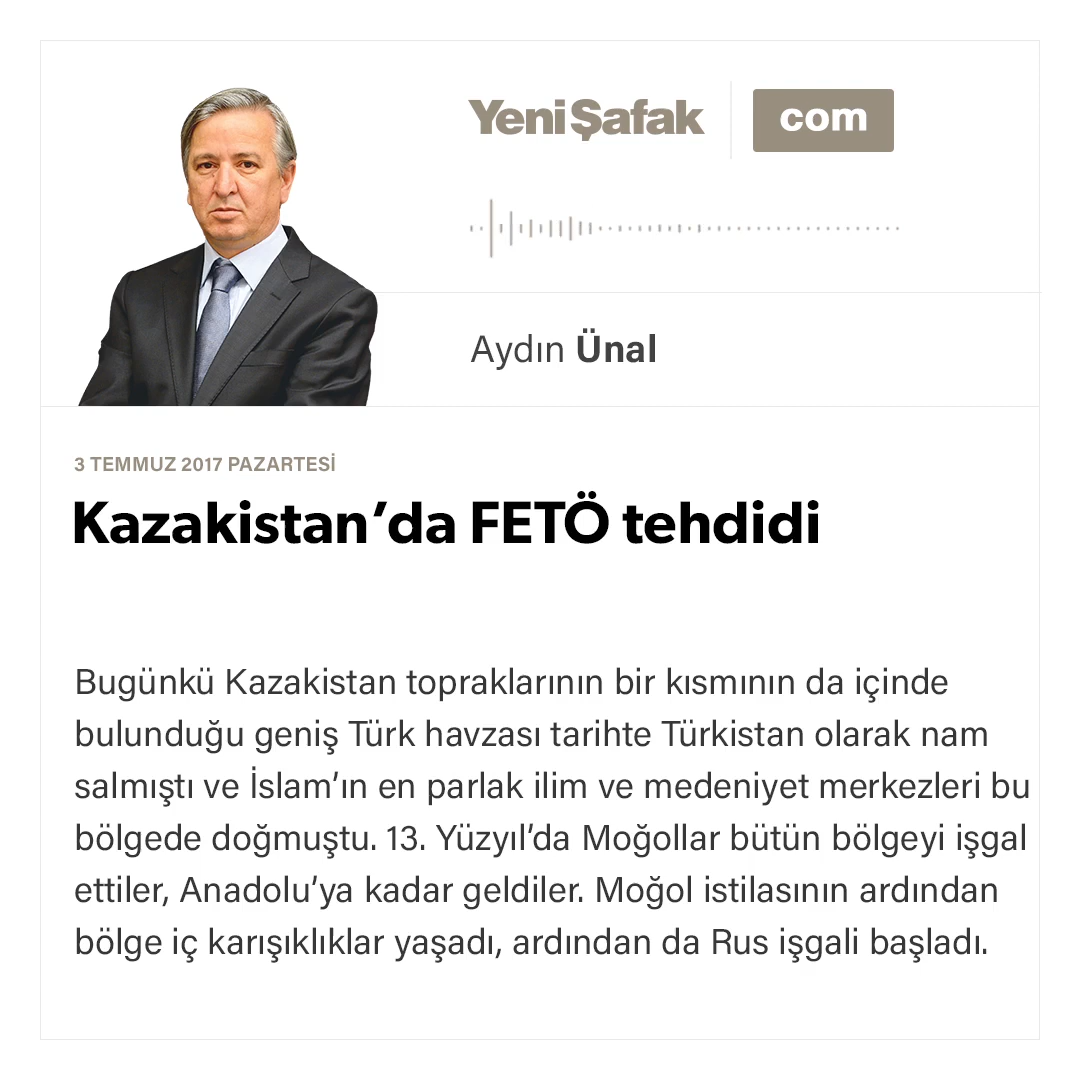 YeniŞafak
com
Aydın Ünal
3 TEMMUZ 2017 PAZARTESİ
Kazakistan’da FETÖ tehdidi
Bugünkü Kazakistan topraklarının bir kısmının da içinde
bulunduğu geniş Türk havzası tarihte Türkistan olarak nam
salmıştı ve İslam’ın en parlak ilim ve medeniyet merkezleri bu
bölgede doğmuştu. 13. Yüzyıl’da Moğollar bütün bölgeyi işgal
ettiler, Anadolu’ya kadar geldiler. Moğol istilasının ardından
bölge iç karışıklıklar yaşadı, ardından da Rus işgali başladı.